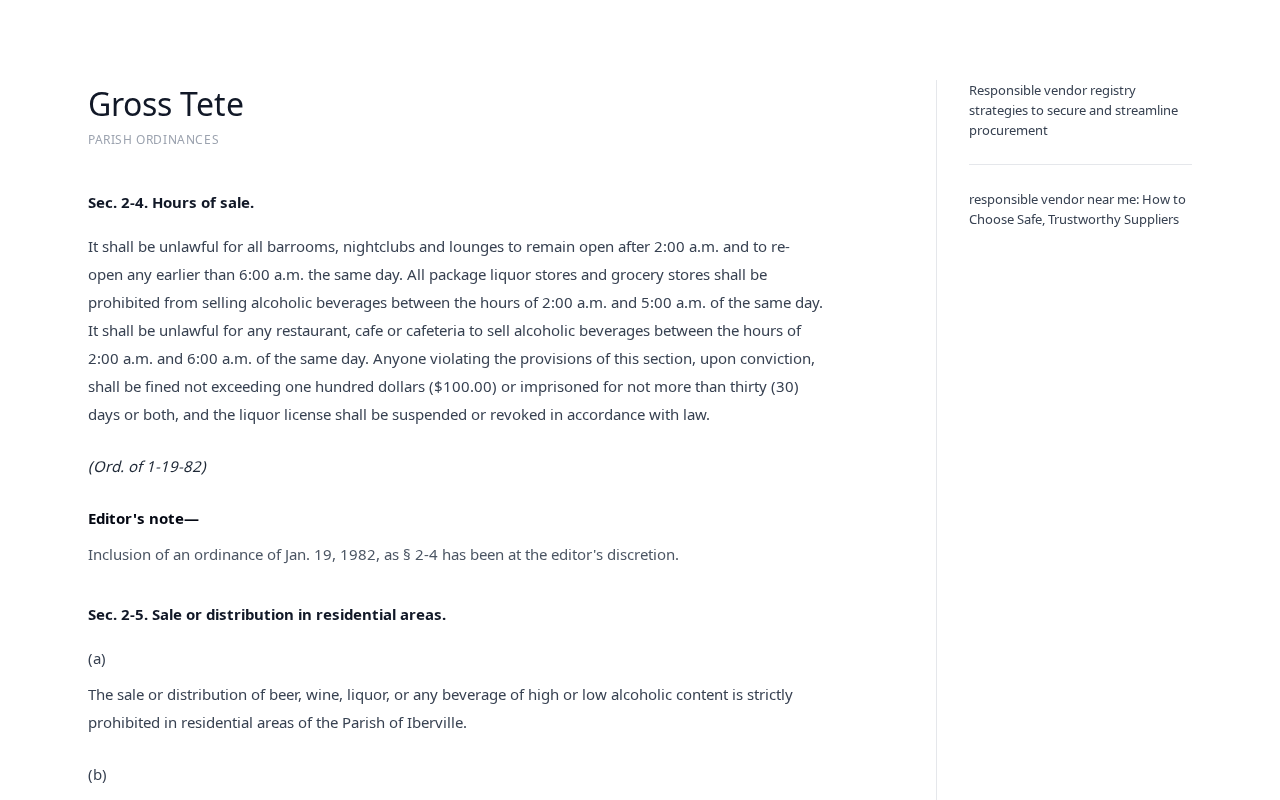 Gross Tete
PARISH ORDINANCES
Sec. 2-4. Hours of sale.
It shall be unlawful for all barrooms, nightclubs and lounges to remain open after 2:00 a.m. and to re-
open any earlier than 6:00 a.m. the same day. All package liquor stores and grocery stores shall be
prohibited from selling alcoholic beverages between the hours of 2:00 a.m. and 5:00 a.m. of the same day.
It shall be unlawful for any restaurant, cafe or cafeteria to sell alcoholic beverages between the hours of
2:00 a.m. and 6:00 a.m. of the same day. Anyone violating the provisions of this section, upon conviction,
shall be fined not exceeding one hundred dollars ($100.00) or imprisoned for not more than thirty (30)
days or both, and the liquor license shall be suspended or revoked in accordance with law.
(Ord. of 1-19-82)
Editor's note—
Inclusion of an ordinance of Jan. 19, 1982, as § 2-4 has been at the editor's discretion.
Sec. 2-5. Sale or distribution in residential areas.
(a)
The sale or distribution of beer, wine, liquor, or any beverage of high or low alcoholic content is strictly
prohibited in residential areas of the Parish of Iberville.
(b)
Responsible vendor registry
strategies to secure and streamline
procurement
responsible vendor near me: How to
Choose Safe, Trustworthy Suppliers